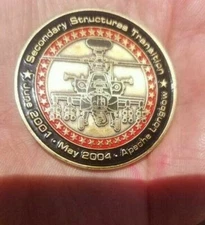 Secondary Structures Transition
June 2001 - May 2004 - Apache Longbow